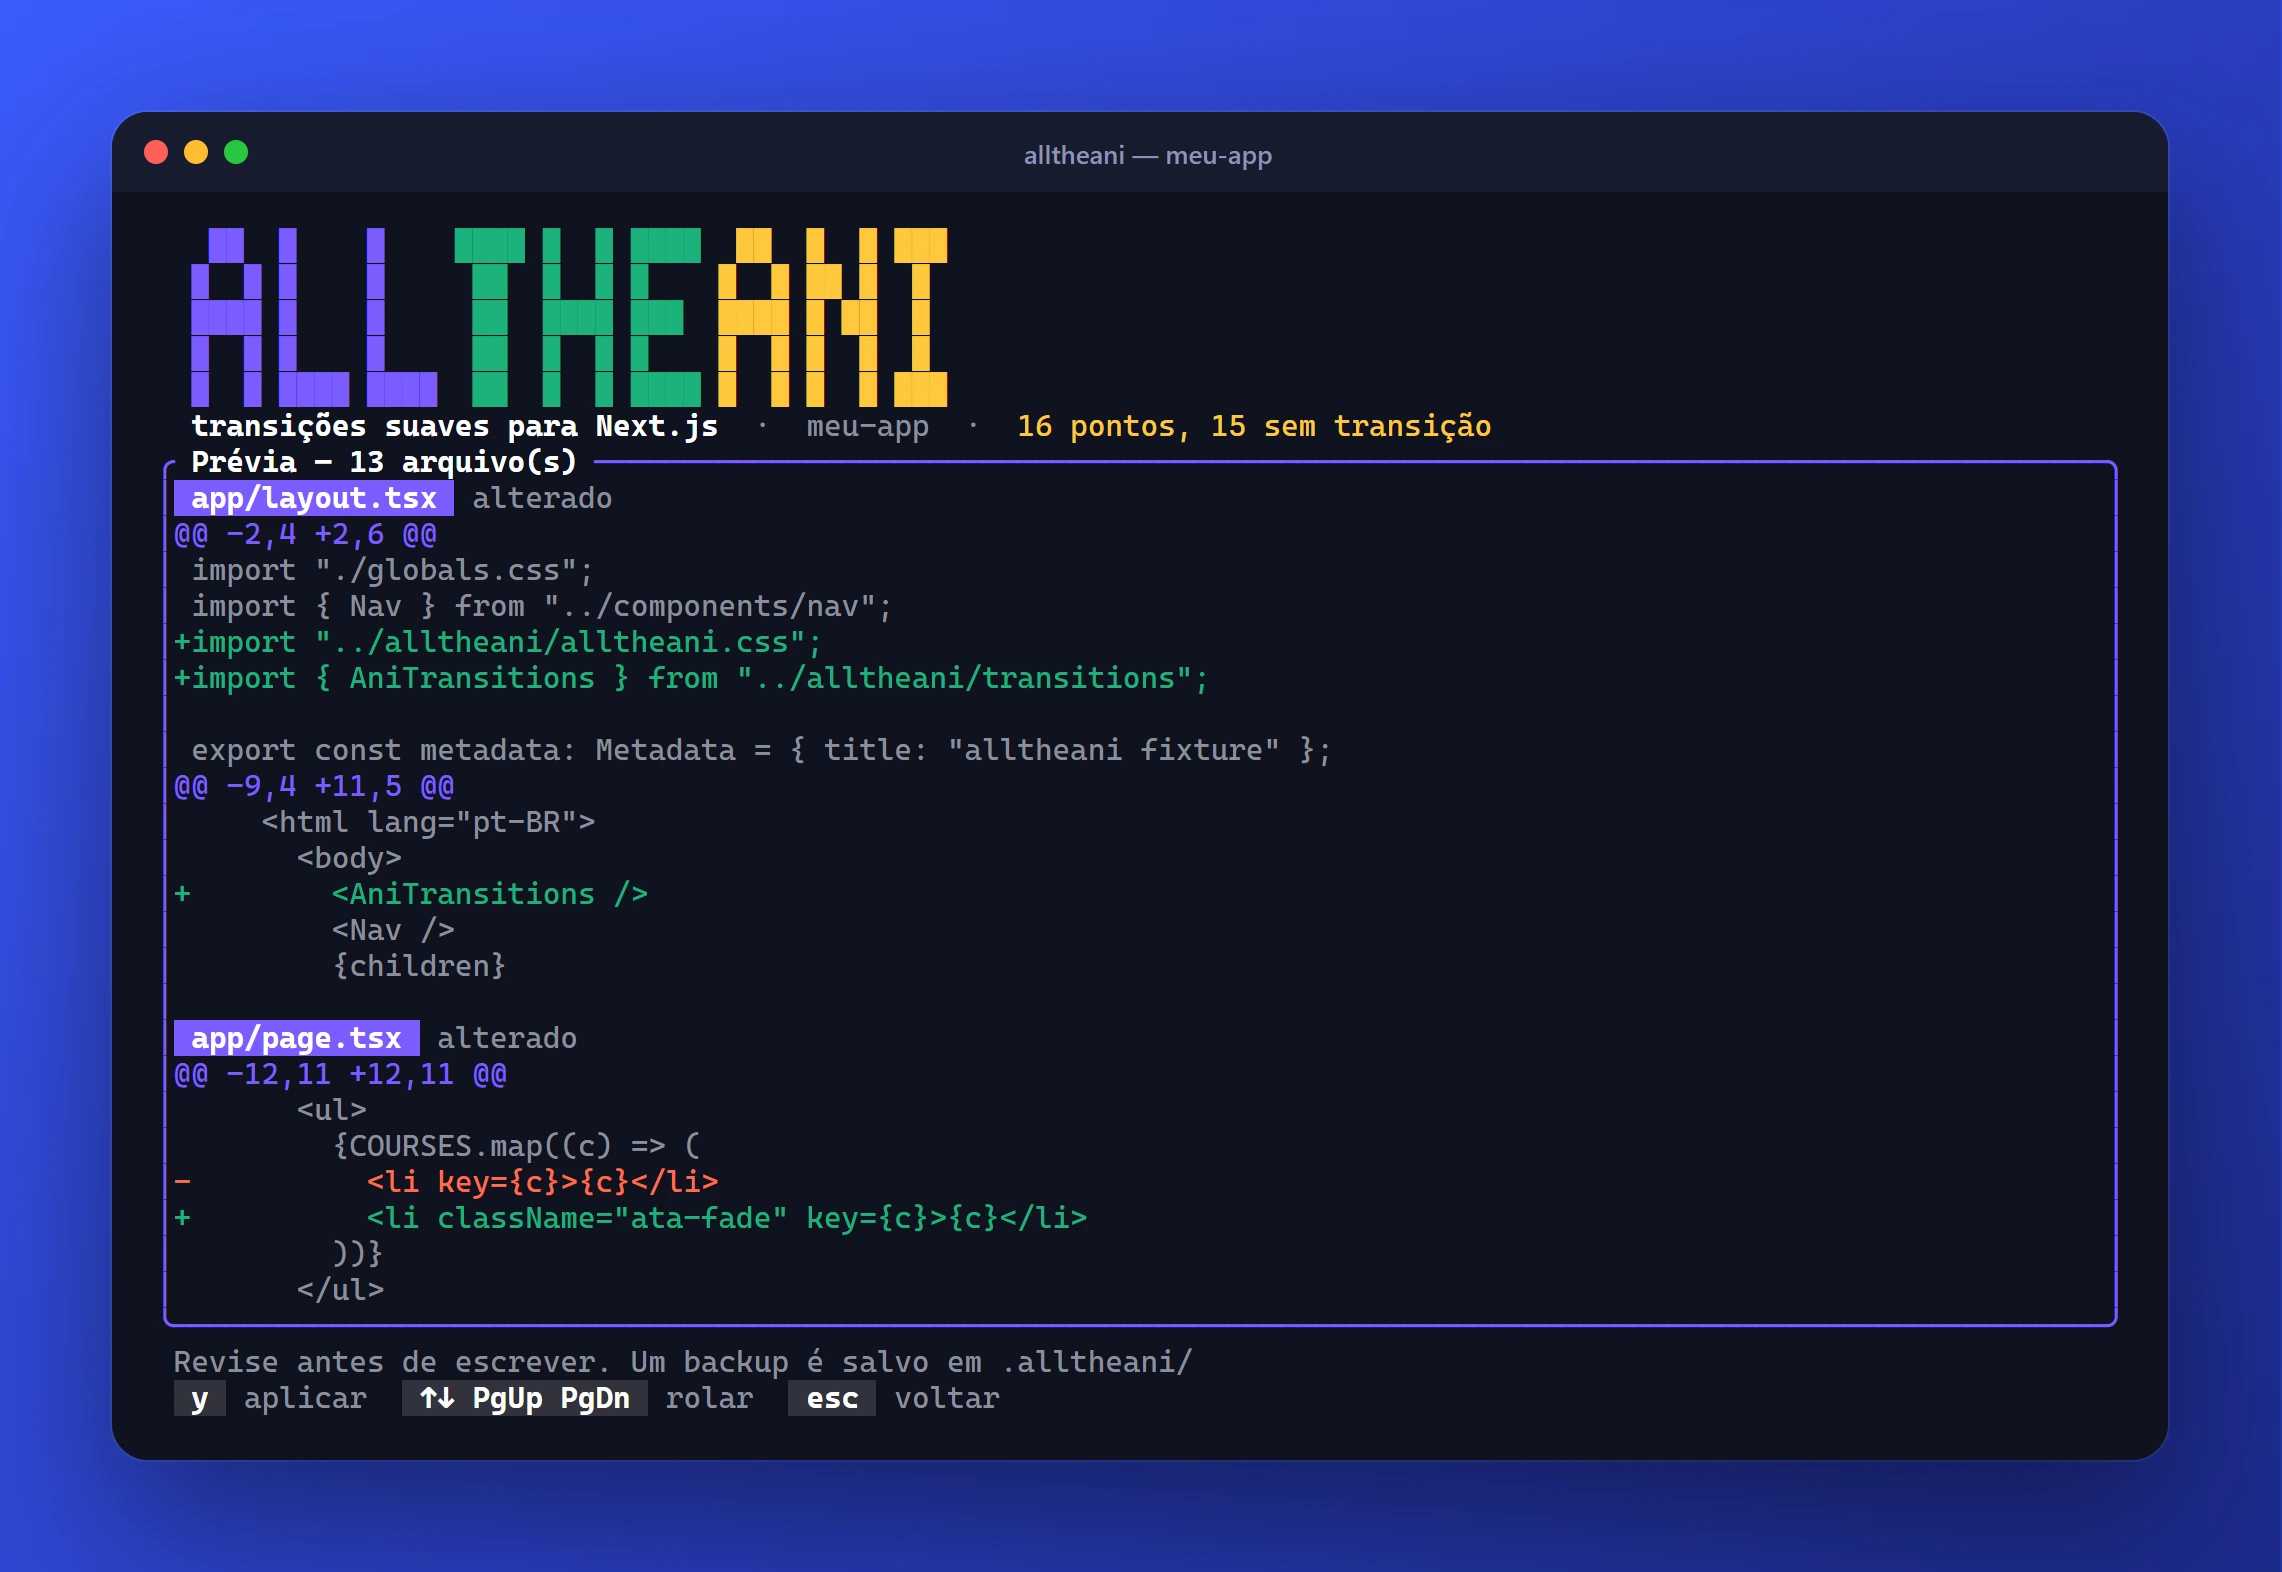 alltheani — meu-app
ALLTHEANI
transições suaves para Next.js · meu-app · 16 pontos, 15 sem transição
Prévia — 13 arquivo(s)
app/layout.tsx alterado
@@ -2,4 +2,6 @@
import "./globals.css";
import { Nav } from "../components/nav";
+import "../alltheani/alltheani.css";
+import { AniTransitions } from "../alltheani/transitions";
export const metadata: Metadata = { title: "alltheani fixture" };
@@ -9,4 +11,5 @@
<html lang="pt-BR">
<body>
+ <AniTransitions />
<Nav />
{children}
app/page.tsx alterado
@@ -12,11 +12,11 @@
<ul>
{COURSES.map((c) => (
- <li key={c}>{c}</li>
+ <li className="ata-fade" key={c}>{c}</li>
))}
</ul>
Revise antes de escrever. Um backup é salvo em .alltheani/
y aplicar ↑↓ PgUp PgDn rolar esc voltar